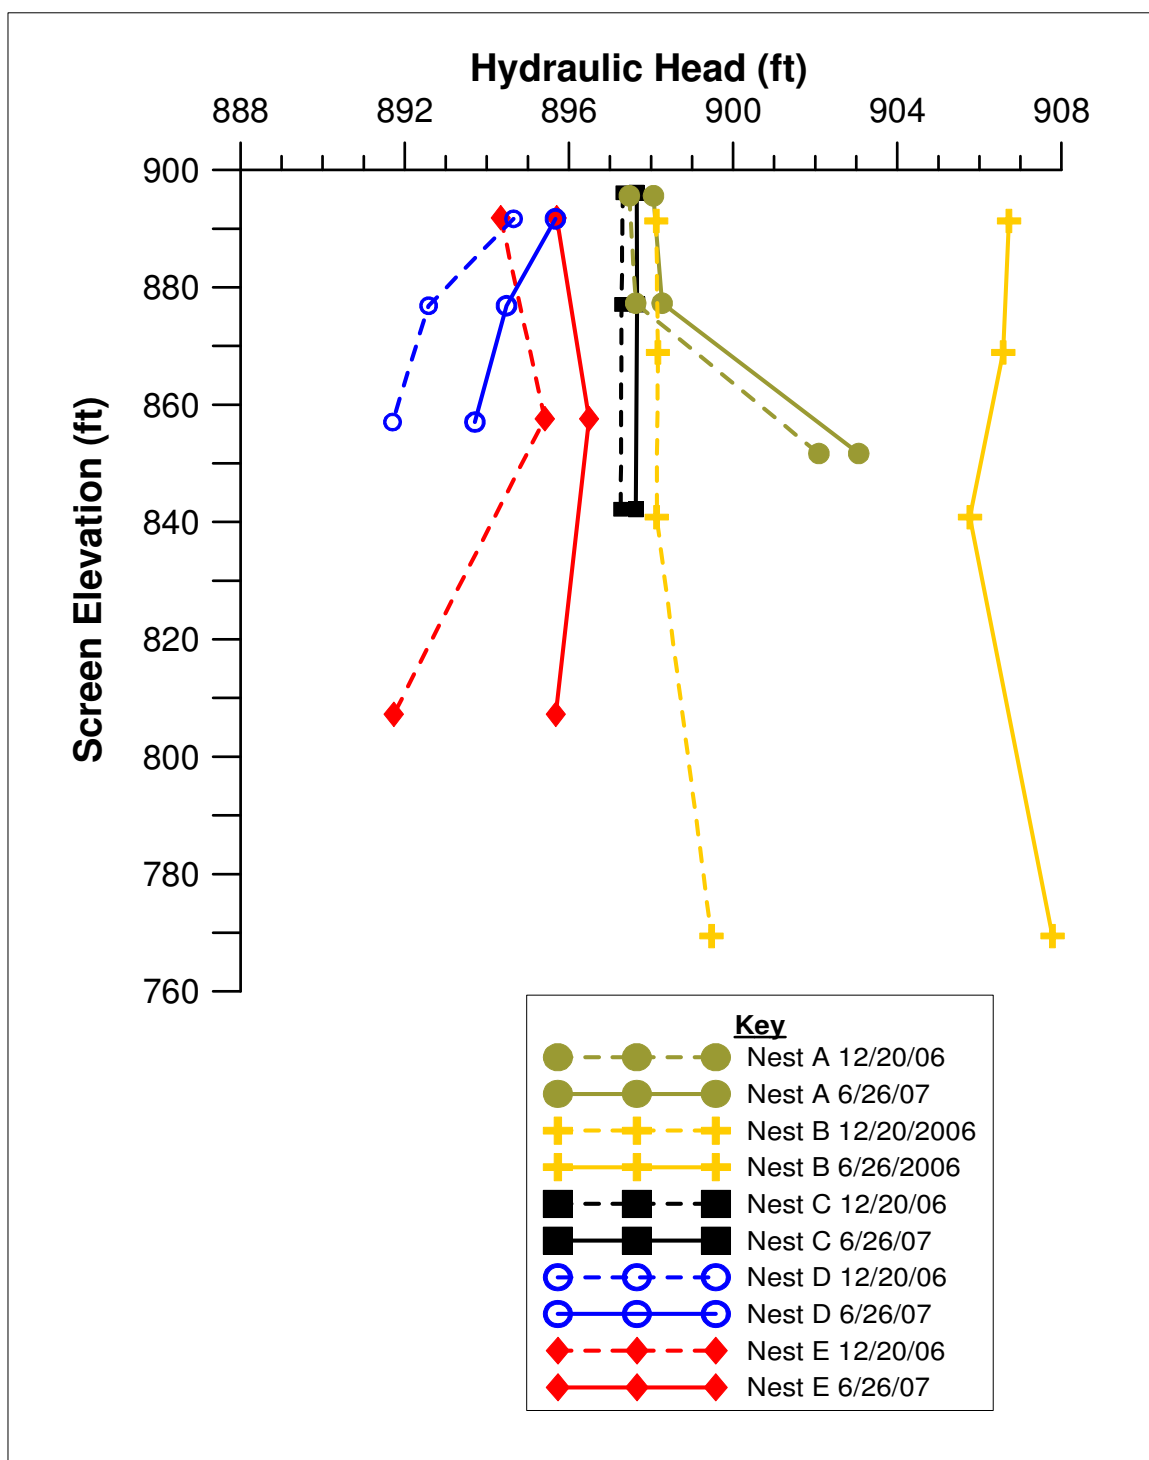 Hydraulic Head (ft)
888 892 896 900 904 908
900
880
860
840
820
800
780
760
Screen Elevation (ft)
Key
Nest A 12/20/06
Nest A 6/26/07
Nest B 12/20/2006
Nest B 6/26/2006
Nest C 12/20/06
Nest C 6/26/07
Nest D 12/20/06
Nest D 6/26/07
Nest E 12/20/06
Nest E 6/26/07